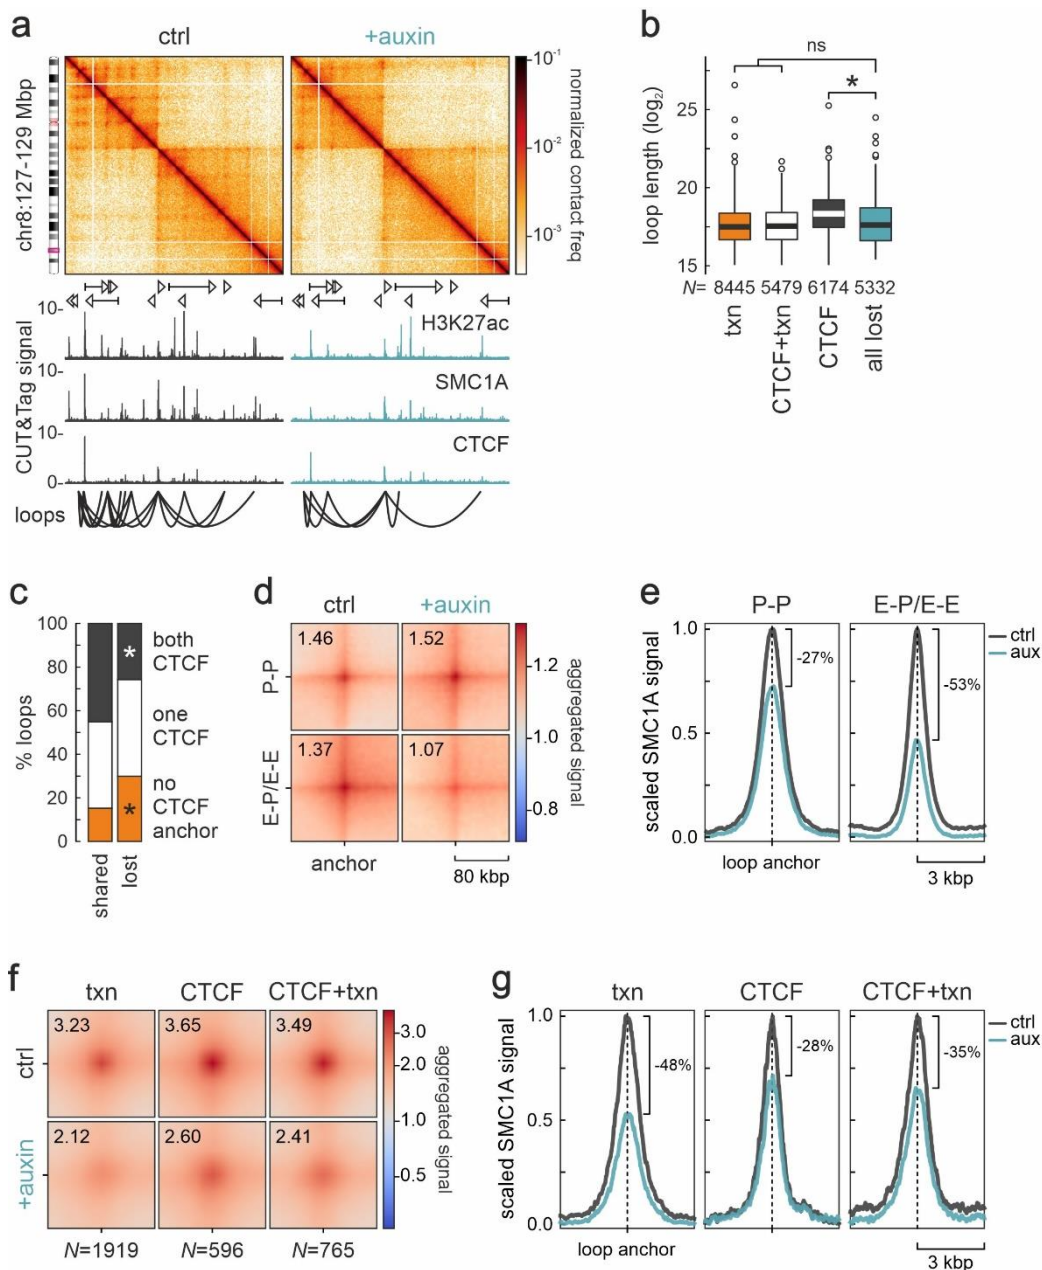 a
ctrl
+auxin
chr8:127-129 Mbp
10⁻¹
10⁻²
10⁻³
normalized contact freq
CUT&Tag signal
10-
H3K27ac
10-
SMC1A
CTCF
0-
loops
b
ns
*
loop length (log₂)
25
20
15
N= 8445 5479 6174 5332
txn
CTCF+txn
CTCF
all lost
c
% loops
100
80
60
40
20
0
*
*
both CTCF
one CTCF
no CTCF anchor
shared
lost
d
ctrl
+auxin
P-P
1.46
1.52
E-P/E-E
1.37
1.07
1.2
1.0
0.8
aggregated signal
anchor
80 kbp
e
P-P
E-P/E-E
ctrl
aux
scaled SMC1A signal
1.0
0.5
0.0
-27%
-53%
loop anchor
3 kbp
f
txn
CTCF
CTCF+txn
ctrl
3.23
3.65
3.49
+auxin
2.12
2.60
2.41
3.0
2.0
1.0
0.5
aggregated signal
N=1919
N=596
N=765
g
txn
CTCF
CTCF+txn
ctrl
aux
scaled SMC1A signal
1.0
0.5
0.0
-48%
-28%
-35%
loop anchor
3 kbp